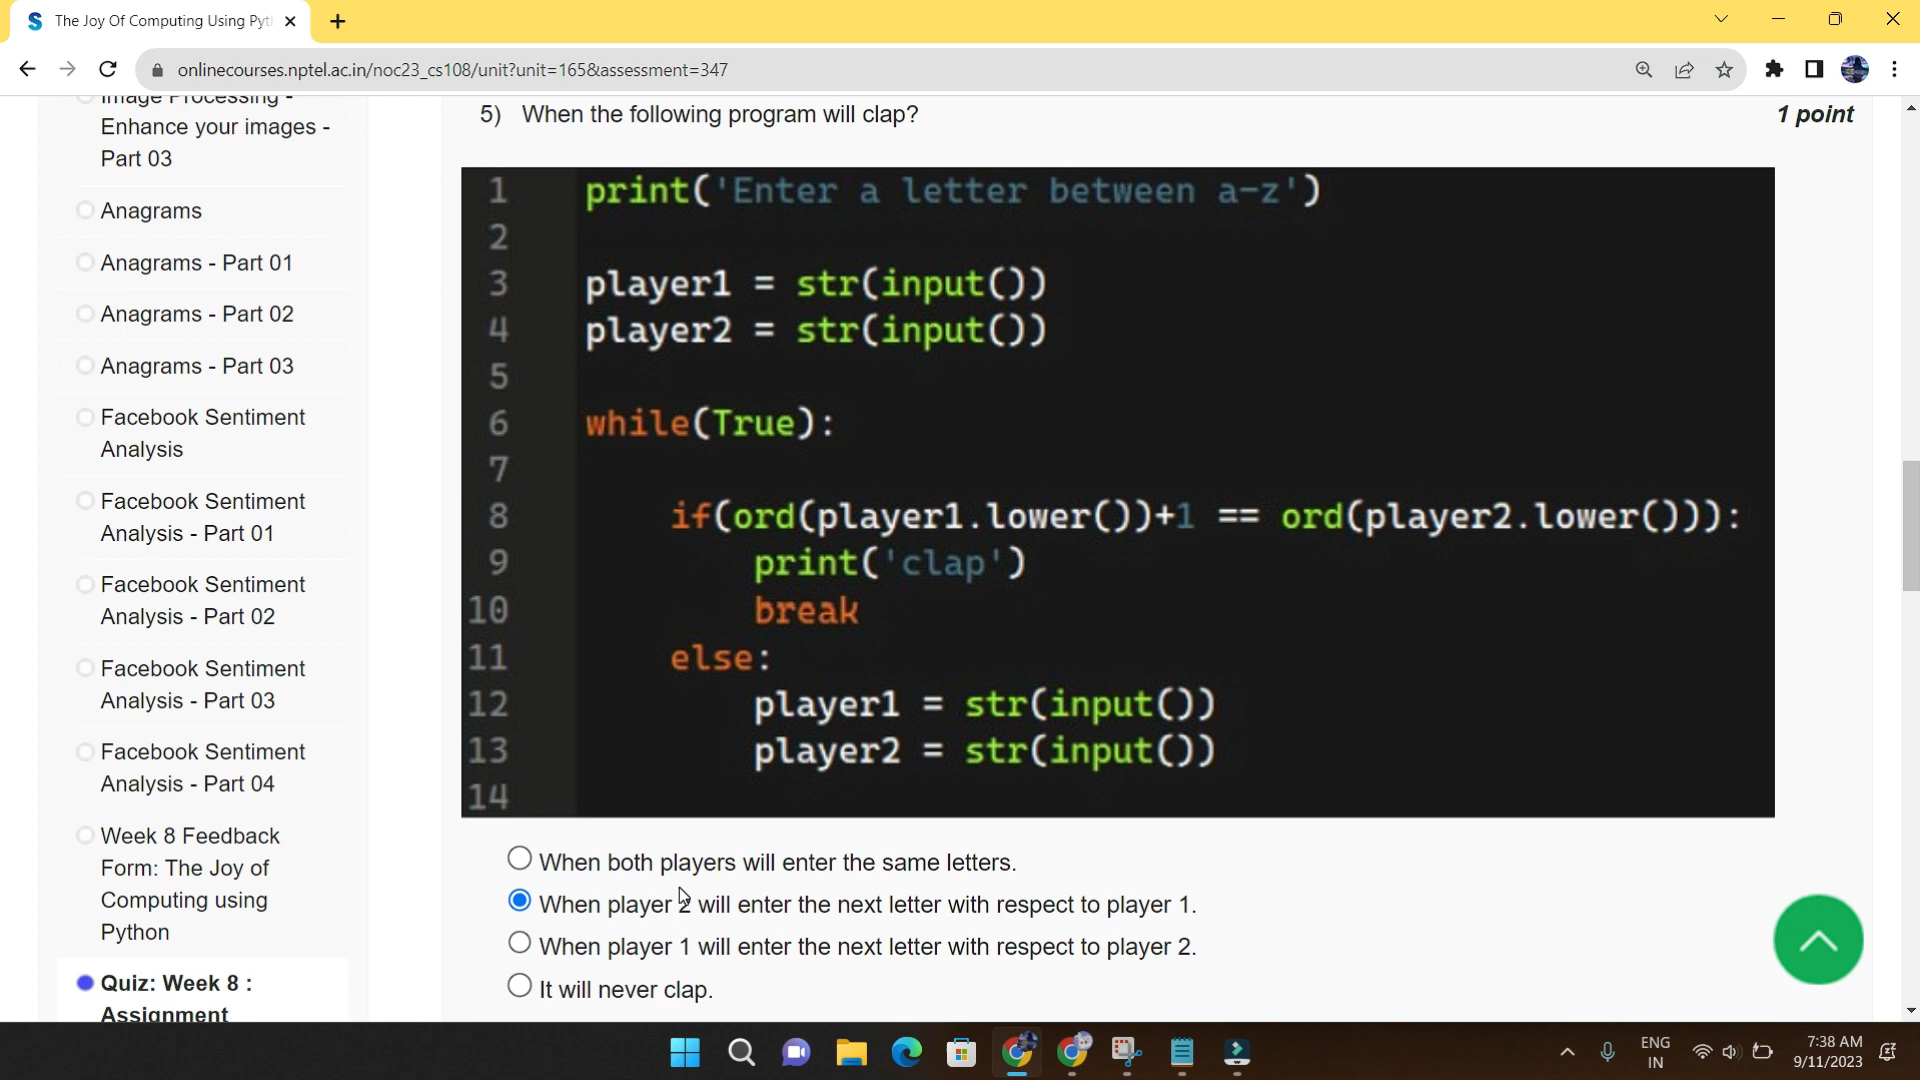 The Joy Of Computing Using Pyt
onlinecourses.nptel.ac.in/noc23_cs108/unit?unit=165&assessment=347
Image Processing -
Enhance your images -
Part 03
Anagrams
Anagrams - Part 01
Anagrams - Part 02
Anagrams - Part 03
Facebook Sentiment
Analysis
Facebook Sentiment
Analysis - Part 01
Facebook Sentiment
Analysis - Part 02
Facebook Sentiment
Analysis - Part 03
Facebook Sentiment
Analysis - Part 04
Week 8 Feedback
Form: The Joy of
Computing using
Python
Quiz: Week 8 :
Assignment
5) When the following program will clap?
1 point
1 print('Enter a letter between a-z')
2
3 player1 = str(input())
4 player2 = str(input())
5
6 while(True):
7
8 if(ord(player1.lower())+1 == ord(player2.lower())):
9 print('clap')
10 break
11 else:
12 player1 = str(input())
13 player2 = str(input())
14
When both players will enter the same letters.
When player 2 will enter the next letter with respect to player 1.
When player 1 will enter the next letter with respect to player 2.
It will never clap.
ENG
IN
7:38 AM
9/11/2023